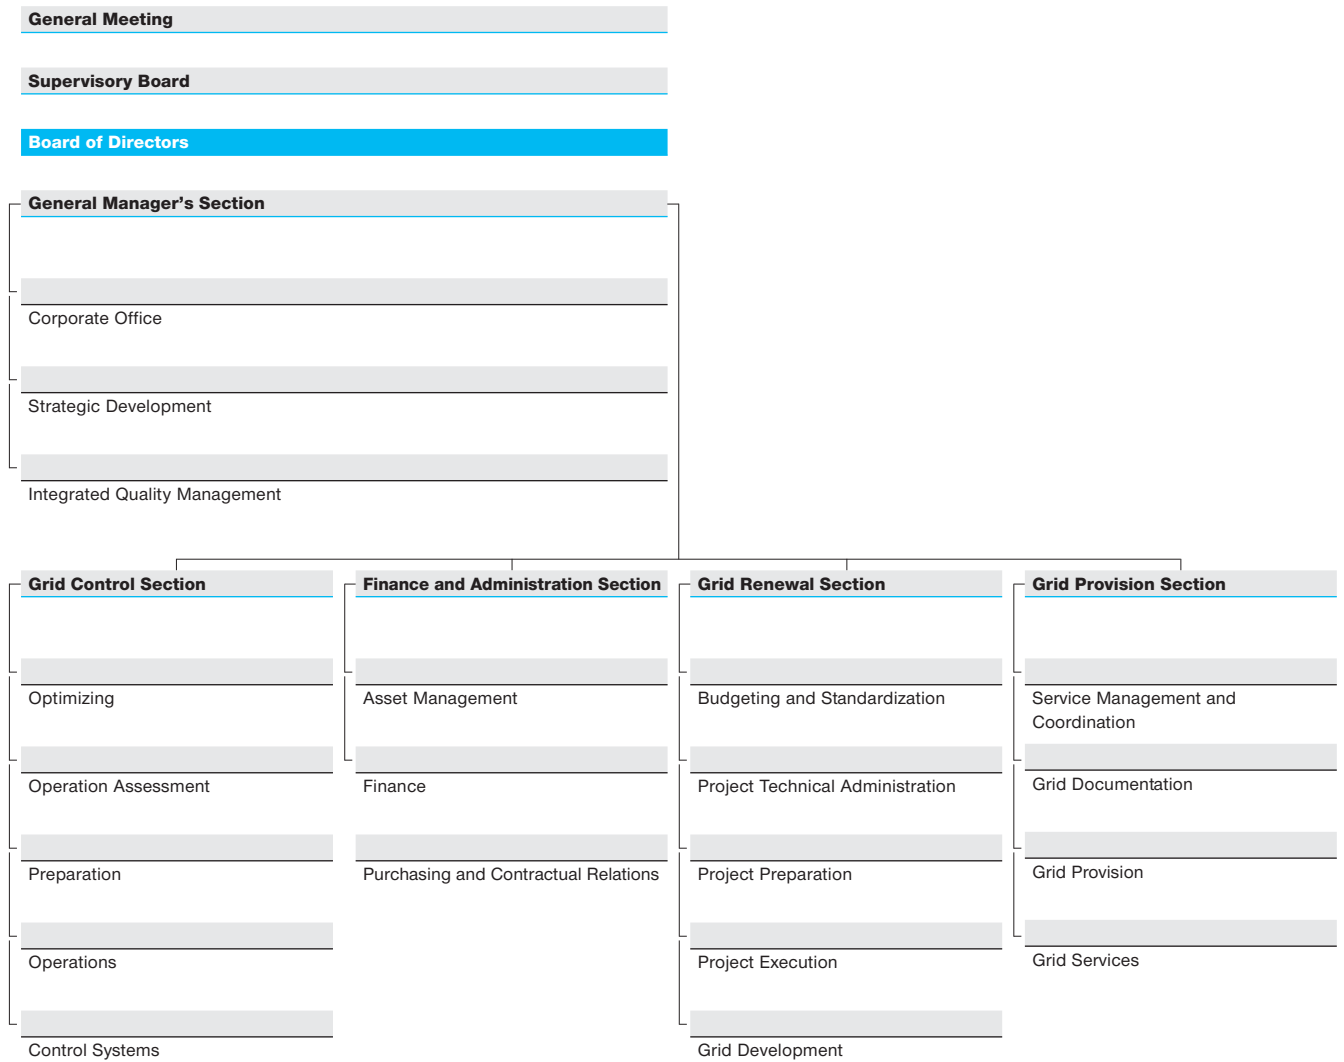 General Meeting
Supervisory Board
Board of Directors
General Manager's Section
Corporate Office
Strategic Development
Integrated Quality Management
Grid Control Section
Optimizing
Operation Assessment
Preparation
Operations
Control Systems
Finance and Administration Section
Asset Management
Finance
Purchasing and Contractual Relations
Grid Renewal Section
Budgeting and Standardization
Project Technical Administration
Project Preparation
Project Execution
Grid Development
Grid Provision Section
Service Management and
Coordination
Grid Documentation
Grid Provision
Grid Services